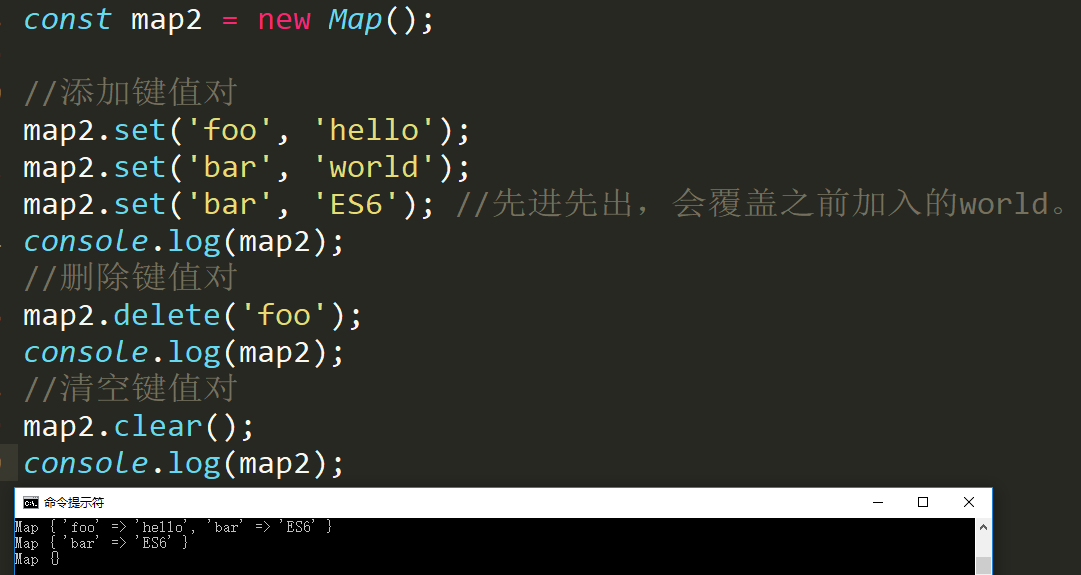 const map2 = new Map();
//添加键值对
map2.set('foo', 'hello');
map2.set('bar', 'world');
map2.set('bar', 'ES6'); //先进先出，会覆盖之前加入的world。
console.log(map2);
//删除键值对
map2.delete('foo');
console.log(map2);
//清空键值对
map2.clear();
console.log(map2);
命令提示符
Map { 'foo' => 'hello', 'bar' => 'ES6' }
Map { 'bar' => 'ES6' }
Map {}